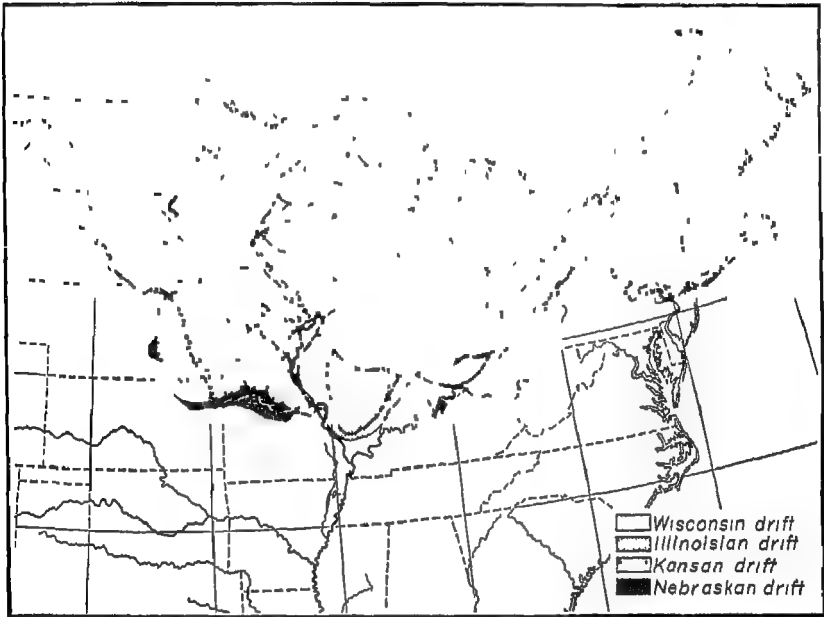 Wisconsin drift
Illinoisian drift
Kansan drift
Nebraskan drift